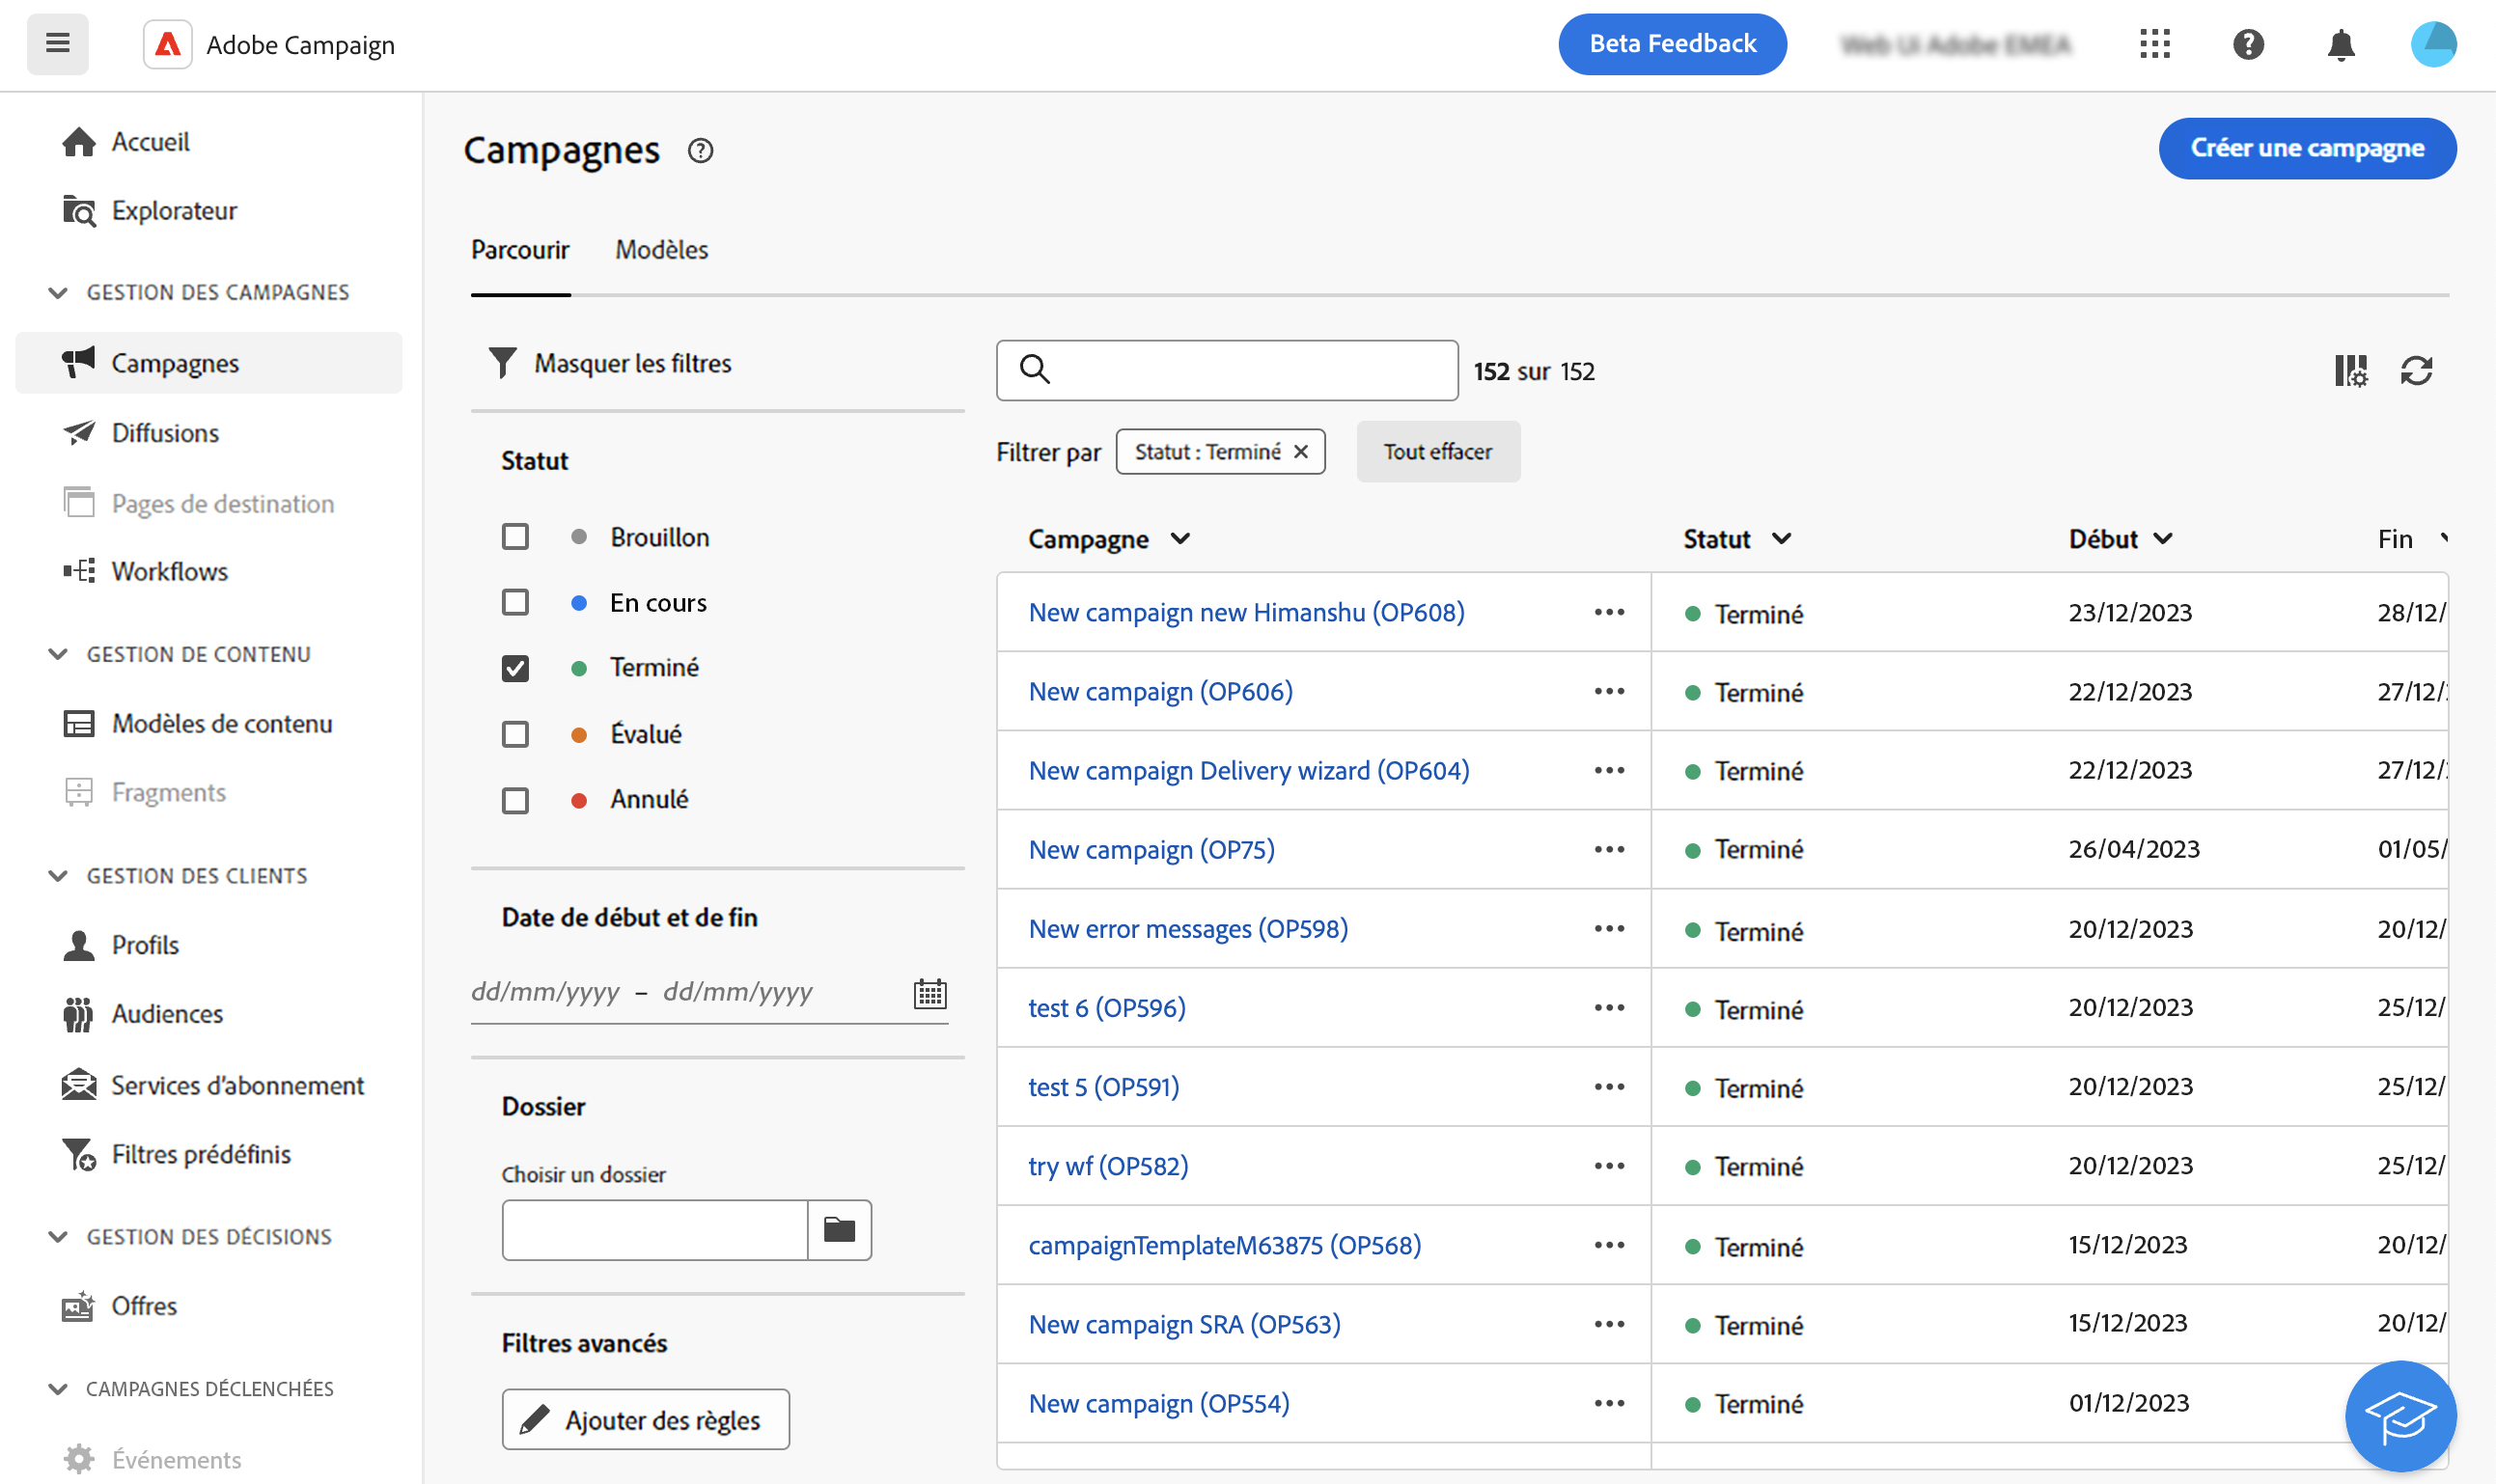 Adobe Campaign
Beta Feedback
Accueil
Explorateur
GESTION DES CAMPAGNES
Campagnes
Diffusions
Pages de destination
Workflows
GESTION DE CONTENU
Modèles de contenu
Fragments
GESTION DES CLIENTS
Profils
Audiences
Services d'abonnement
Filtres prédéfinis
GESTION DES DÉCISIONS
Offres
CAMPAGNES DÉCLENCHÉES
Événements
Campagnes
Créer une campagne
Parcourir Modèles
Masquer les filtres
Statut
Brouillon
En cours
Terminé
Évalué
Annulé
Date de début et de fin
dd/mm/yyyy – dd/mm/yyyy
Dossier
Choisir un dossier
Filtres avancés
Ajouter des règles
152 sur 152
Filtrer par Statut : Terminé Tout effacer
Campagne Statut Début Fin
New campaign new Himanshu (OP608) Terminé 23/12/2023 28/12/
New campaign (OP606) Terminé 22/12/2023 27/12/
New campaign Delivery wizard (OP604) Terminé 22/12/2023 27/12/
New campaign (OP75) Terminé 26/04/2023 01/05/
New error messages (OP598) Terminé 20/12/2023 20/12/
test 6 (OP596) Terminé 20/12/2023 25/12/
test 5 (OP591) Terminé 20/12/2023 25/12/
try wf (OP582) Terminé 20/12/2023 25/12/
campaignTemplateM63875 (OP568) Terminé 15/12/2023 20/12/
New campaign SRA (OP563) Terminé 15/12/2023 20/12/
New campaign (OP554) Terminé 01/12/2023